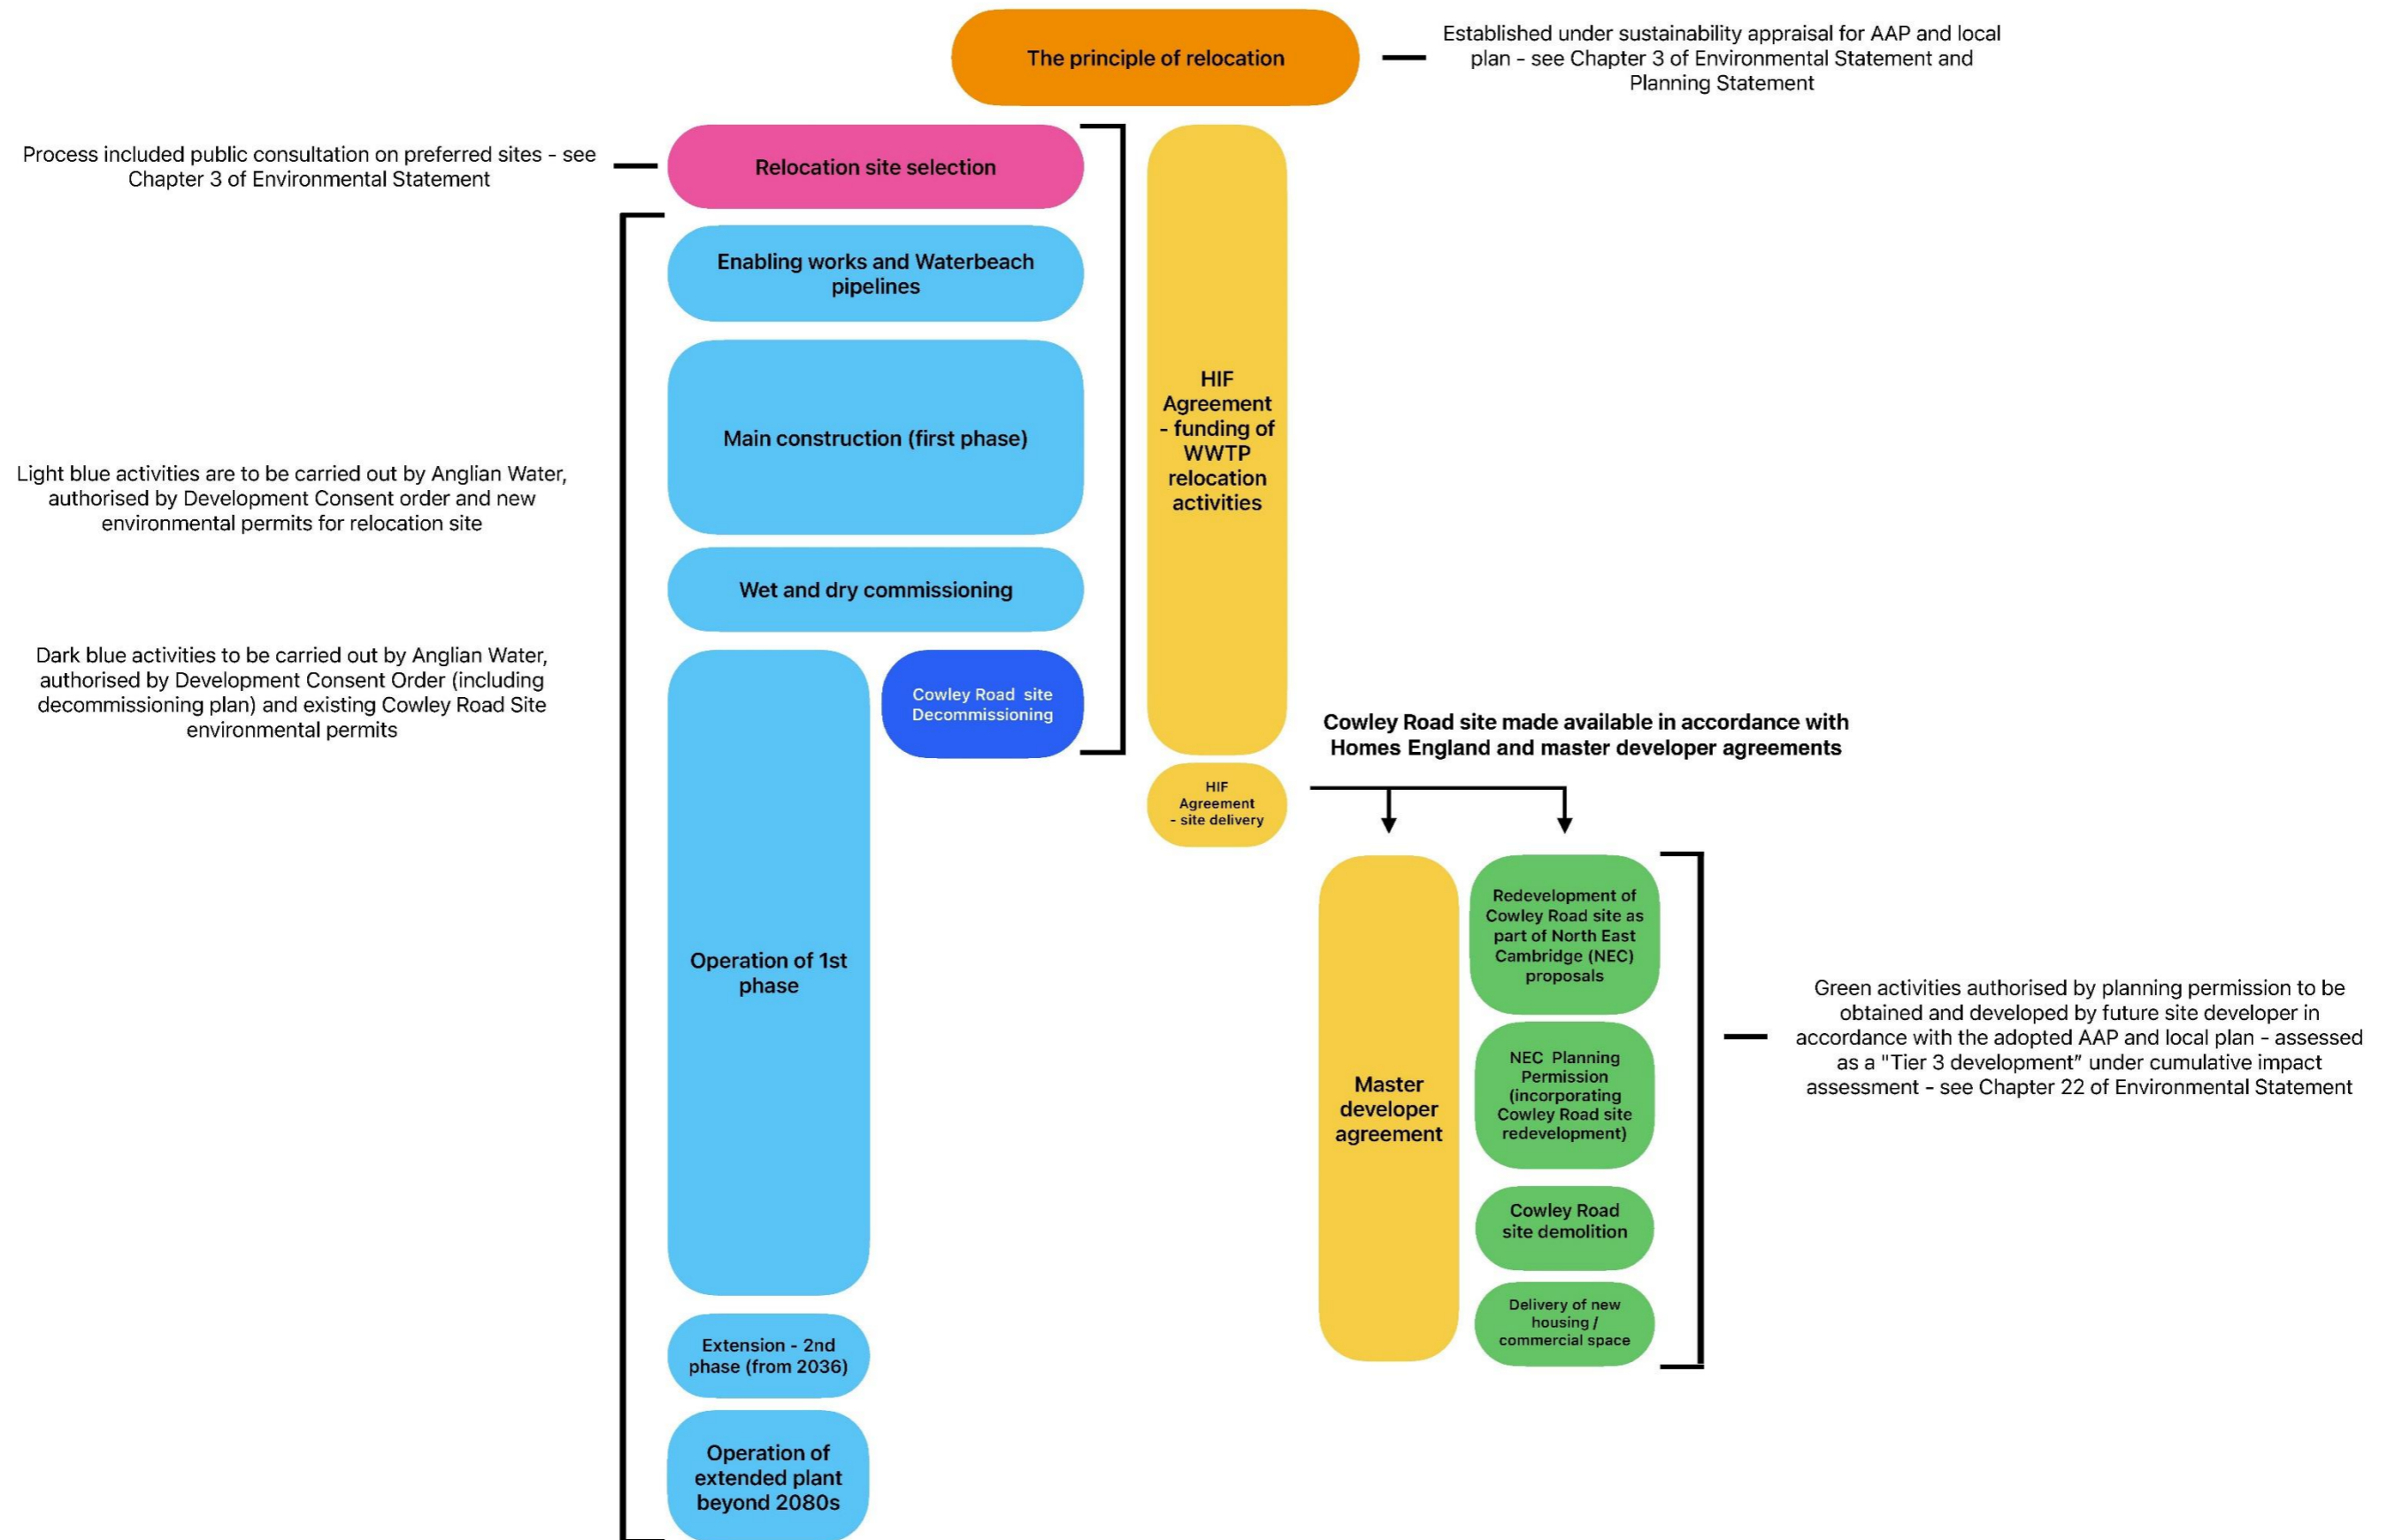 The principle of relocation
Established under sustainability appraisal for AAP and local
plan - see Chapter 3 of Environmental Statement and
Planning Statement
Process included public consultation on preferred sites - see
Chapter 3 of Environmental Statement
Relocation site selection
Enabling works and Waterbeach
pipelines
Main construction (first phase)
HIF
Agreement
- funding of
WWTP
relocation
activities
Light blue activities are to be carried out by Anglian Water,
authorised by Development Consent order and new
environmental permits for relocation site
Wet and dry commissioning
Dark blue activities to be carried out by Anglian Water,
authorised by Development Consent Order (including
decommissioning plan) and existing Cowley Road Site
environmental permits
Cowley Road  site
Decommissioning
Cowley Road site made available in accordance with
Homes England and master developer agreements
HIF
Agreement
- site delivery
Operation of 1st
phase
Master
developer
agreement
Redevelopment of
Cowley Road site as
part of North East
Cambridge (NEC)
proposals
NEC  Planning
Permission
(incorporating
Cowley Road site
redevelopment)
Cowley Road
site demolition
Delivery of new
housing /
commercial space
Green activities authorised by planning permission to be
obtained and developed by future site developer in
accordance with the adopted AAP and local plan - assessed
as a "Tier 3 development” under cumulative impact
assessment - see Chapter 22 of Environmental Statement
Extension - 2nd
phase (from 2036)
Operation of
extended plant
beyond 2080s